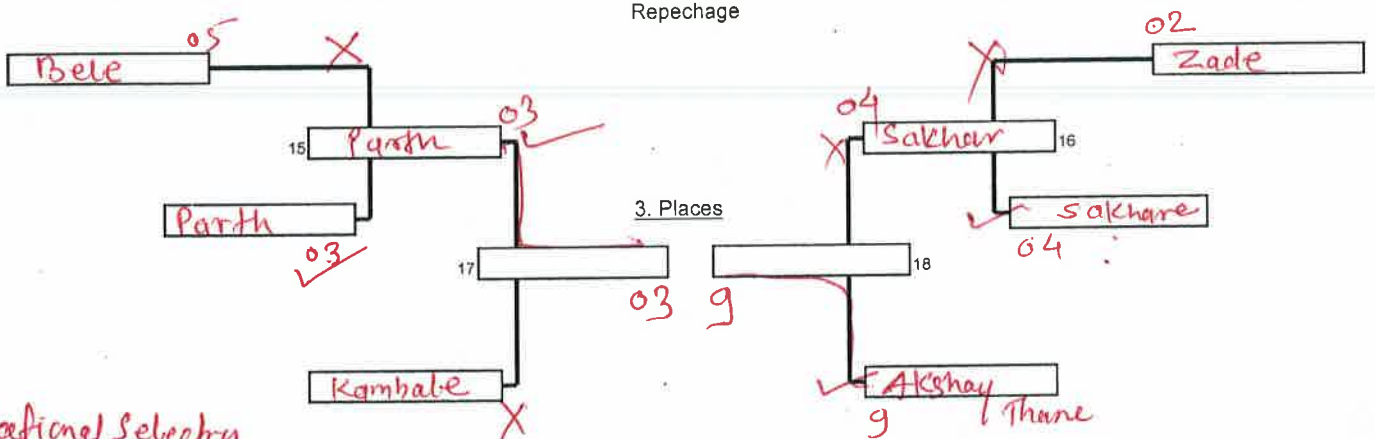 Repechage
05
02
X
Bele
Zade
03
04
15
Parth
X
Sakhar
16
3. Places
Parth
Sakhare
03
04
17
18
03
9
Kambale
Akshay
X
9
Thane